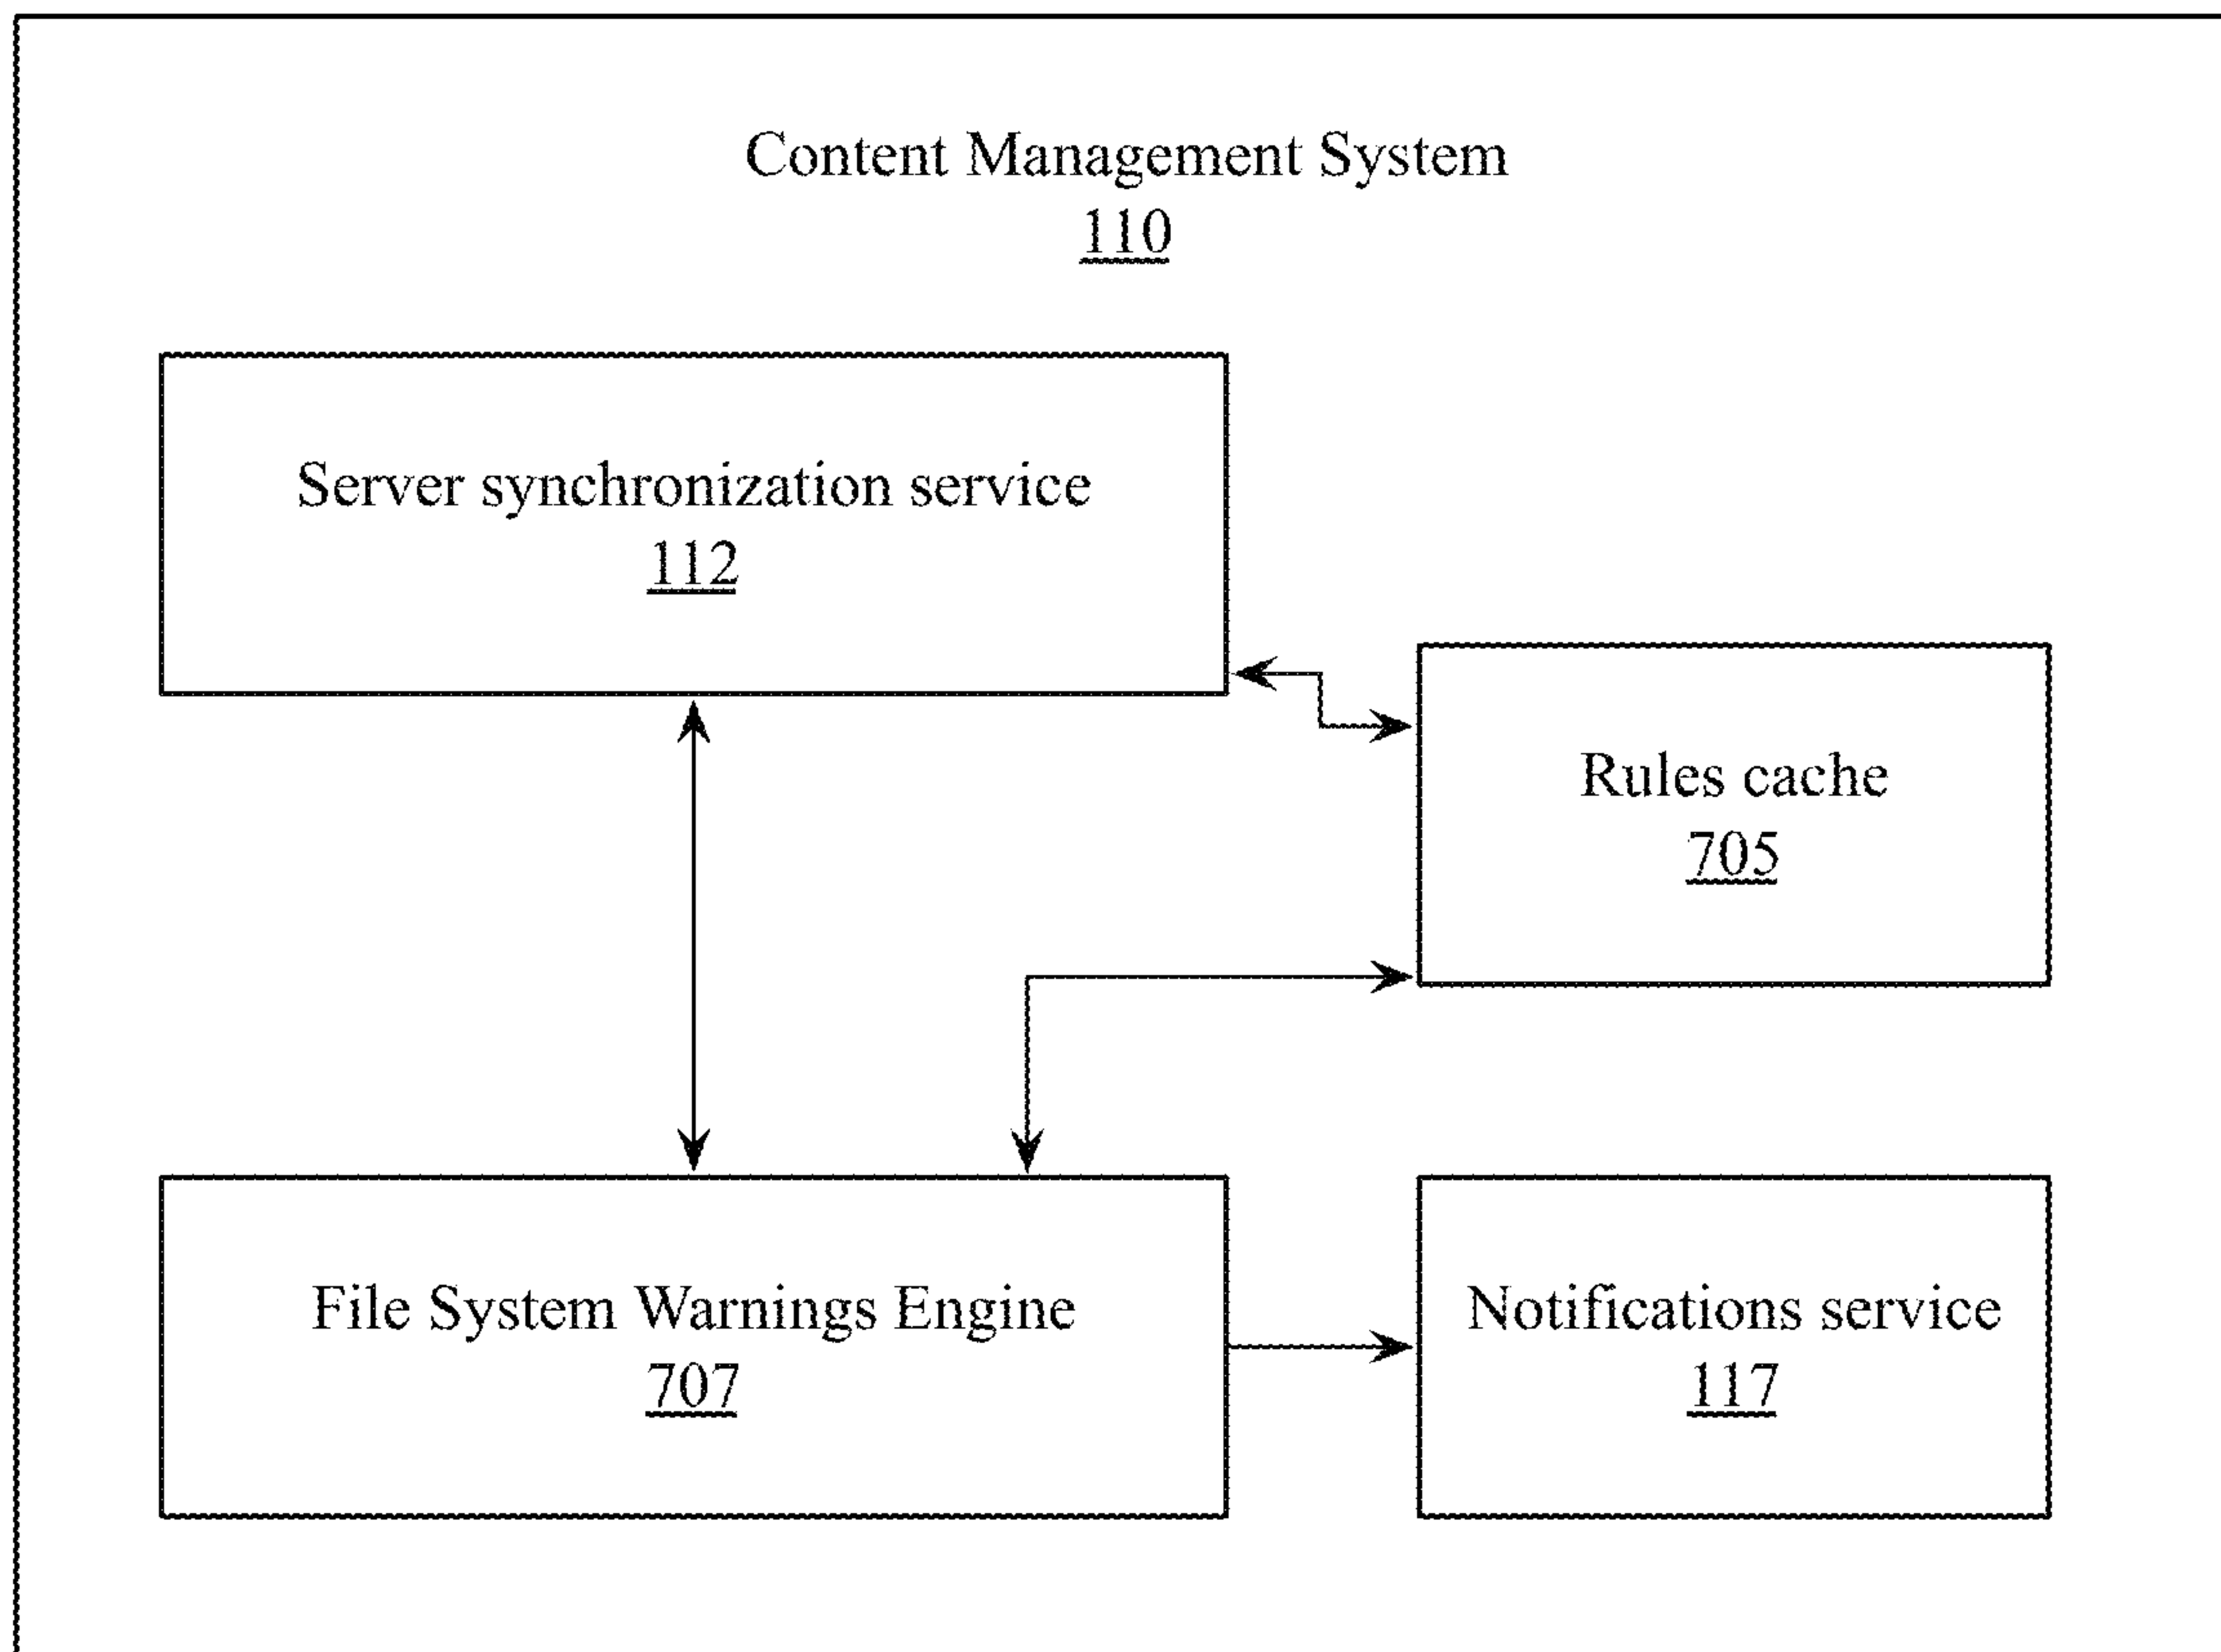 Content Management System
110
Server synchronization service
112
Rules cache
705
File System Warnings Engine
707
Notifications service
117